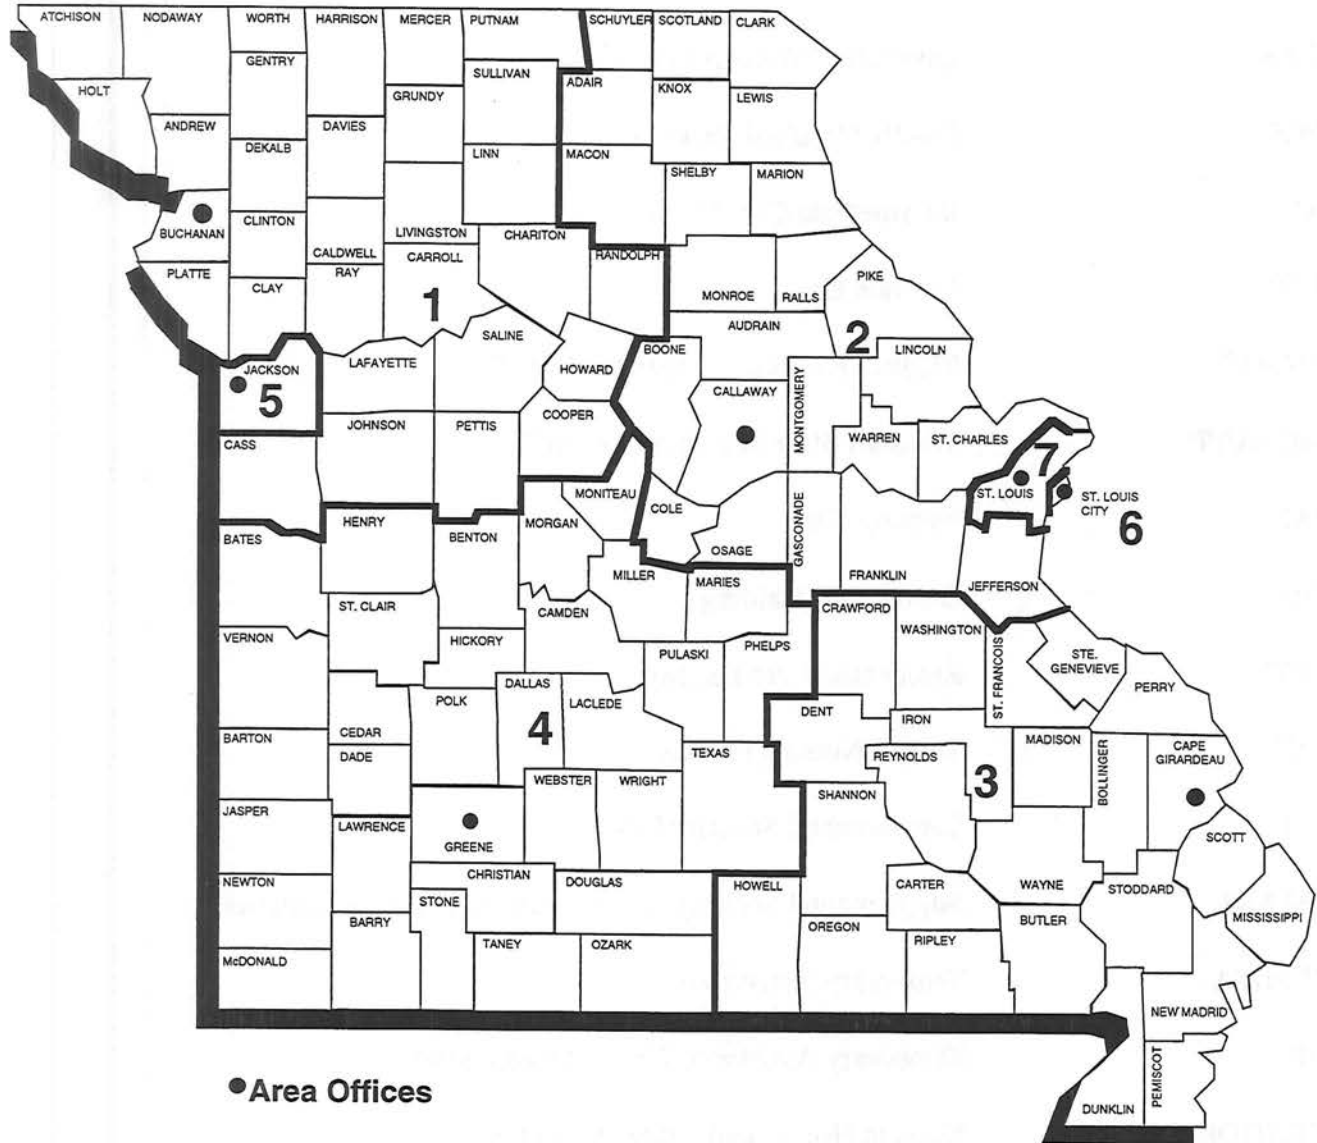 ATCHISON
NODAWAY
WORTH
HARRISON
MERCER
PUTNAM
SCHUYLER
SCOTLAND
CLARK
GENTRY
SULLIVAN
ADAIR
KNOX
LEWIS
HOLT
GRUNDY
ANDREW
DAVIES
DEKALB
LINN
MACON
SHELBY
MARION
BUCHANAN
CLINTON
LIVINGSTON
CHARITON
CALDWELL
CARROLL
RANDOLPH
PLATTE
CLAY
RAY
1
MONROE
RALLS
PIKE
AUDRAIN
2
SALINE
LAFAYETTE
BOONE
LINCOLN
JACKSON
5
HOWARD
CALLAWAY
MONTGOMERY
CASS
JOHNSON
PETTIS
COOPER
WARREN
ST. CHARLES
7
ST. LOUIS
ST. LOUIS
CITY
6
MONITEAU
COLE
GASCONADE
HENRY
MORGAN
BATES
BENTON
OSAGE
MILLER
MARIES
FRANKLIN
JEFFERSON
ST. CLAIR
CAMDEN
CRAWFORD
WASHINGTON
VERNON
HICKORY
PULASKI
PHELPS
ST. FRANCOIS
STE.
GENEVIEVE
DALLAS
LACLEDE
PERRY
POLK
4
DENT
IRON
BARTON
CEDAR
MADISON
CAPE
GIRARDEAU
DADE
TEXAS
REYNOLDS
3
BOLLINGER
WEBSTER
WRIGHT
SHANNON
JASPER
LAWRENCE
GREENE
SCOTT
NEWTON
CHRISTIAN
DOUGLAS
HOWELL
CARTER
WAYNE
STODDARD
STONE
BARRY
OREGON
BUTLER
MISSISSIPPI
McDONALD
TANEY
OZARK
RIPLEY
NEW MADRID
PEMISCOT
DUNKLIN
Area Offices